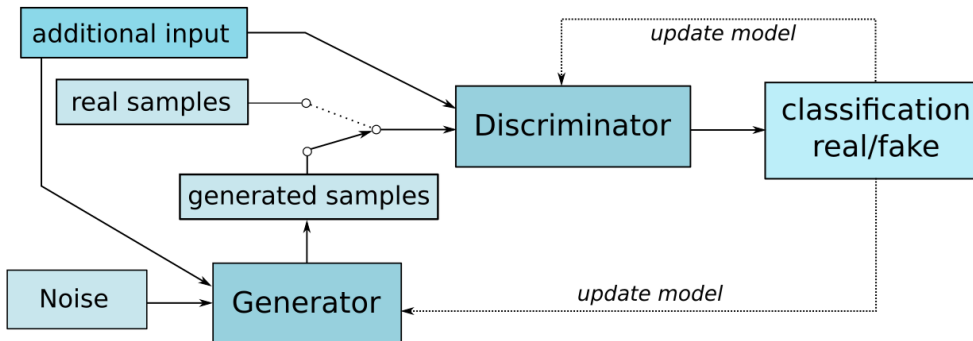 additional input
update model
real samples
Discriminator
classification
real/fake
generated samples
Noise
Generator
update model